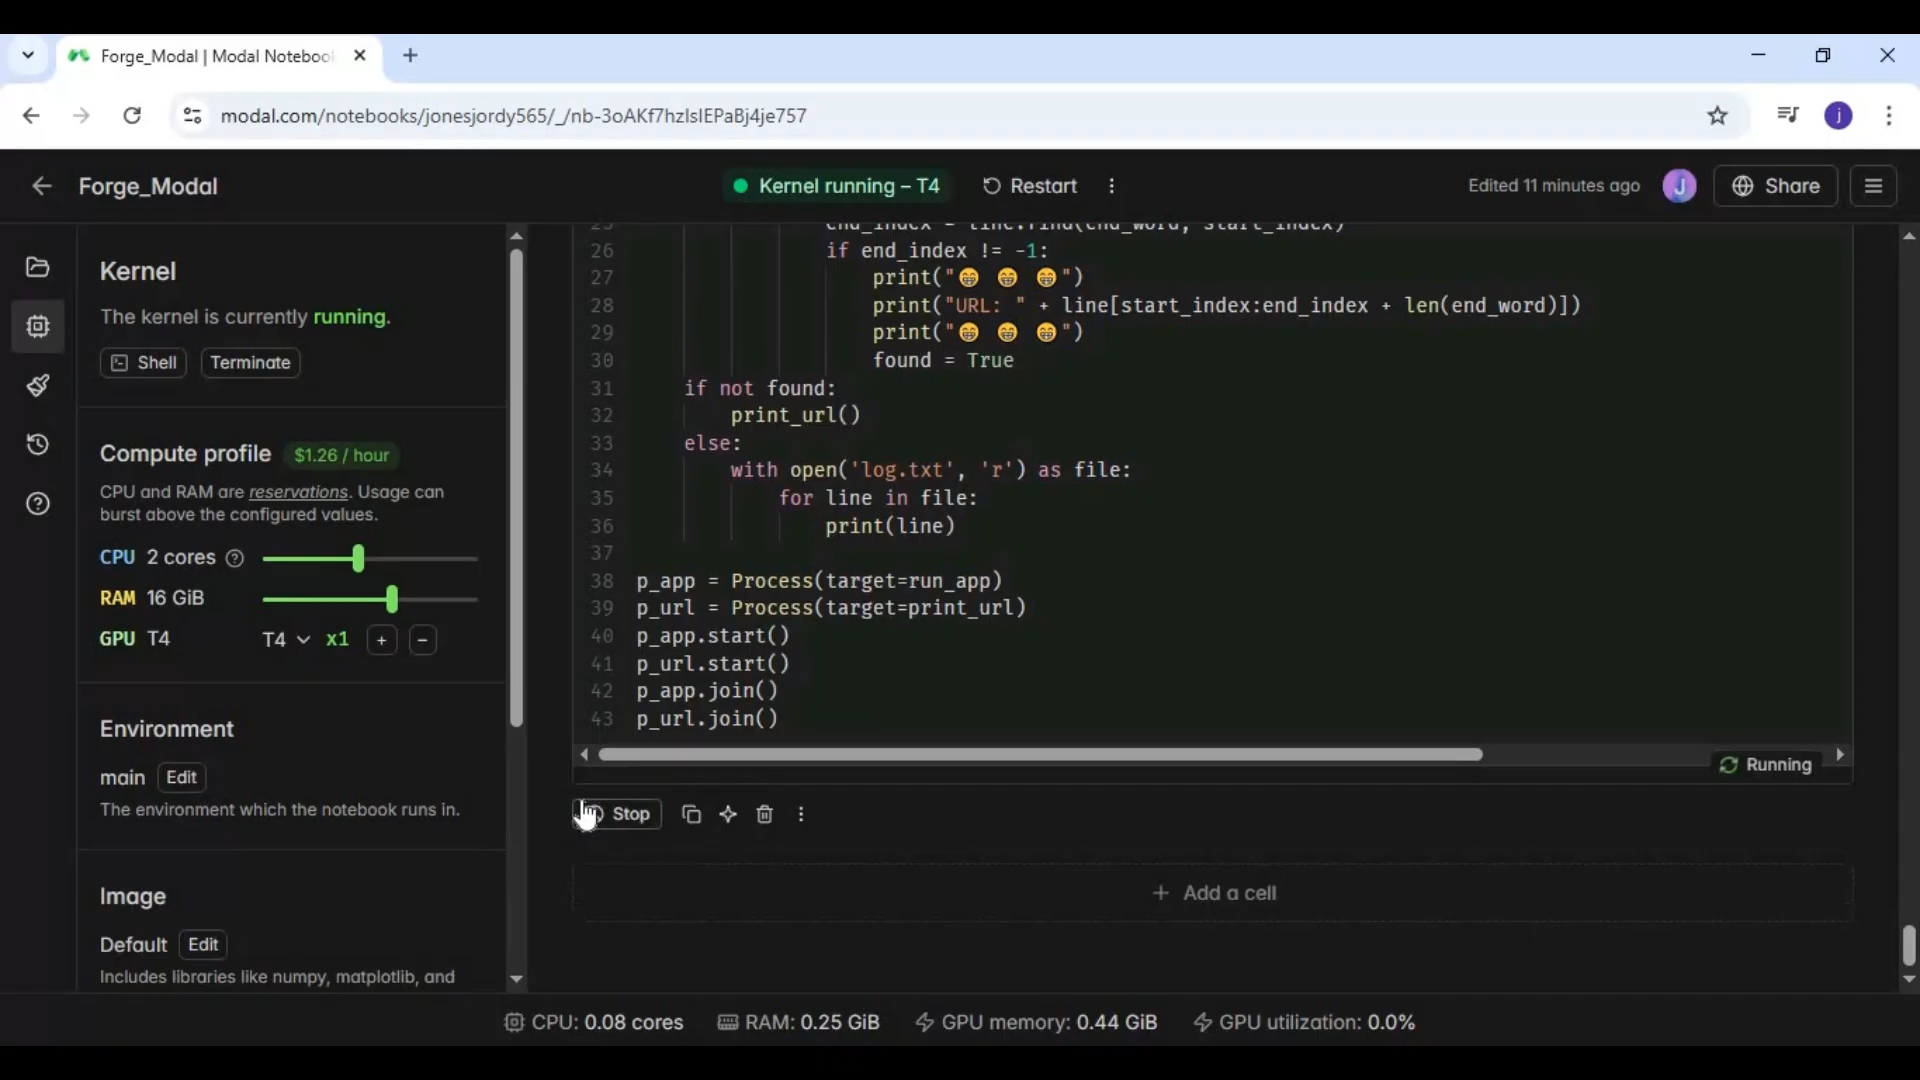 Forge_Modal | Modal Noteboo
modal.com/notebooks/jonesjordy565/_/nb-3oAKf7hzIsIEPaBj4je757
j
Forge_Modal
Kernel running – T4
Restart
Edited 11 minutes ago
J
Share
Kernel
The kernel is currently running.
Shell
Terminate
Compute profile
$1.26 / hour
CPU and RAM are reservations. Usage can
burst above the configured values.
CPU 2 cores
RAM 16 GiB
GPU T4 T4 x1 + −
Environment
main Edit
The environment which the notebook runs in.
Image
Default Edit
Includes libraries like numpy, matplotlib, and
25 end_index = line.find(end_word, start_index)
26 if end_index != -1:
27 print("😁 😁 😁")
28 print("URL: " + line[start_index:end_index + len(end_word)])
29 print("😁 😁 😁")
30 found = True
31 if not found:
32 print_url()
33 else:
34 with open('log.txt', 'r') as file:
35 for line in file:
36 print(line)
37
38 p_app = Process(target=run_app)
39 p_url = Process(target=print_url)
40 p_app.start()
41 p_url.start()
42 p_app.join()
43 p_url.join()
Running
Stop
+ Add a cell
CPU: 0.08 cores RAM: 0.25 GiB GPU memory: 0.44 GiB GPU utilization: 0.0%